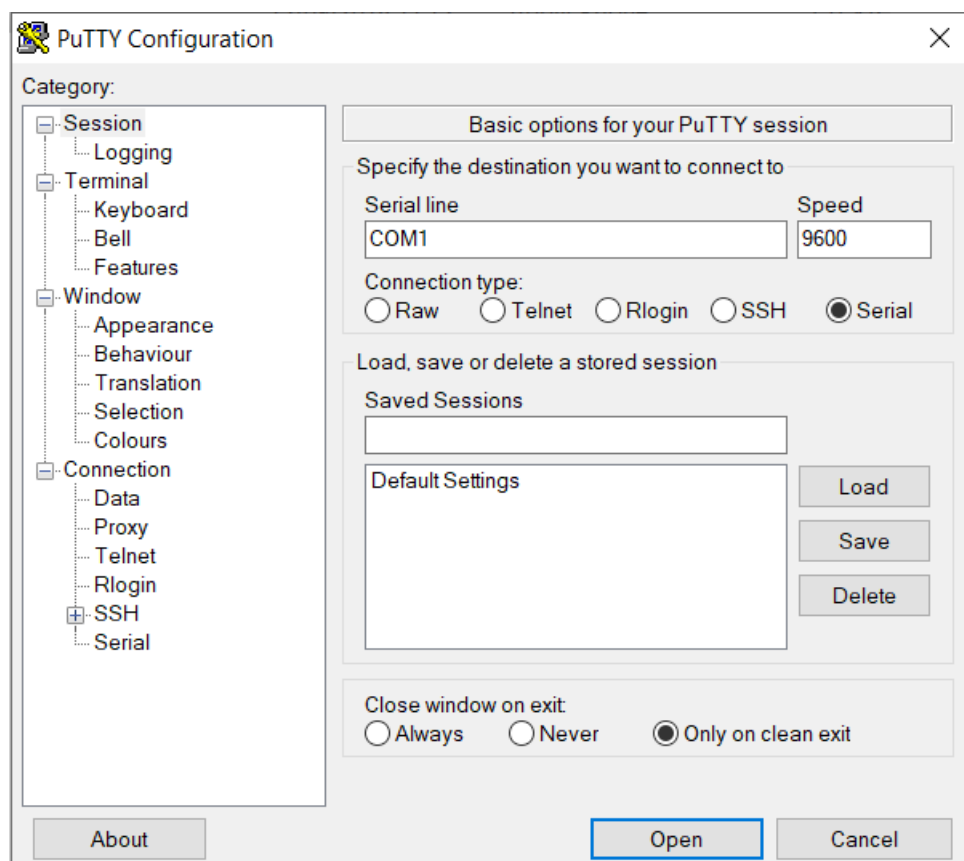 PuTTY Configuration
Category:
Session
Logging
Terminal
Keyboard
Bell
Features
Window
Appearance
Behaviour
Translation
Selection
Colours
Connection
Data
Proxy
Telnet
Rlogin
SSH
Serial
About
Basic options for your PuTTY session
Specify the destination you want to connect to
Serial line Speed
COM1 9600
Connection type:
Raw Telnet Rlogin SSH Serial
Load, save or delete a stored session
Saved Sessions
Default Settings
Load
Save
Delete
Close window on exit:
Always Never Only on clean exit
Open Cancel